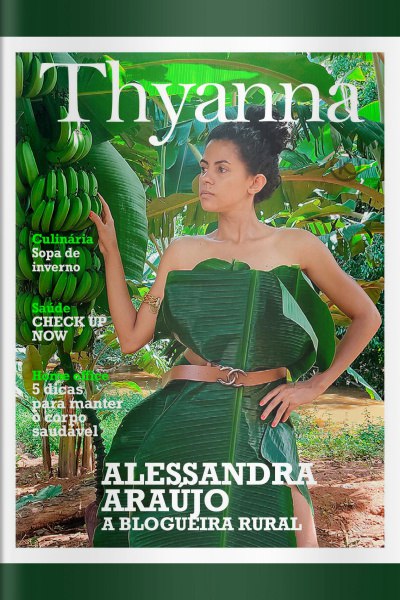 Thyanna
Culinária
Sopa de
inverno
Saúde
CHECK UP
NOW
Home office
5 dicas
para manter
o corpo
saudável
ALESSANDRA
ARAÚJO
A BLOGUEIRA RURAL